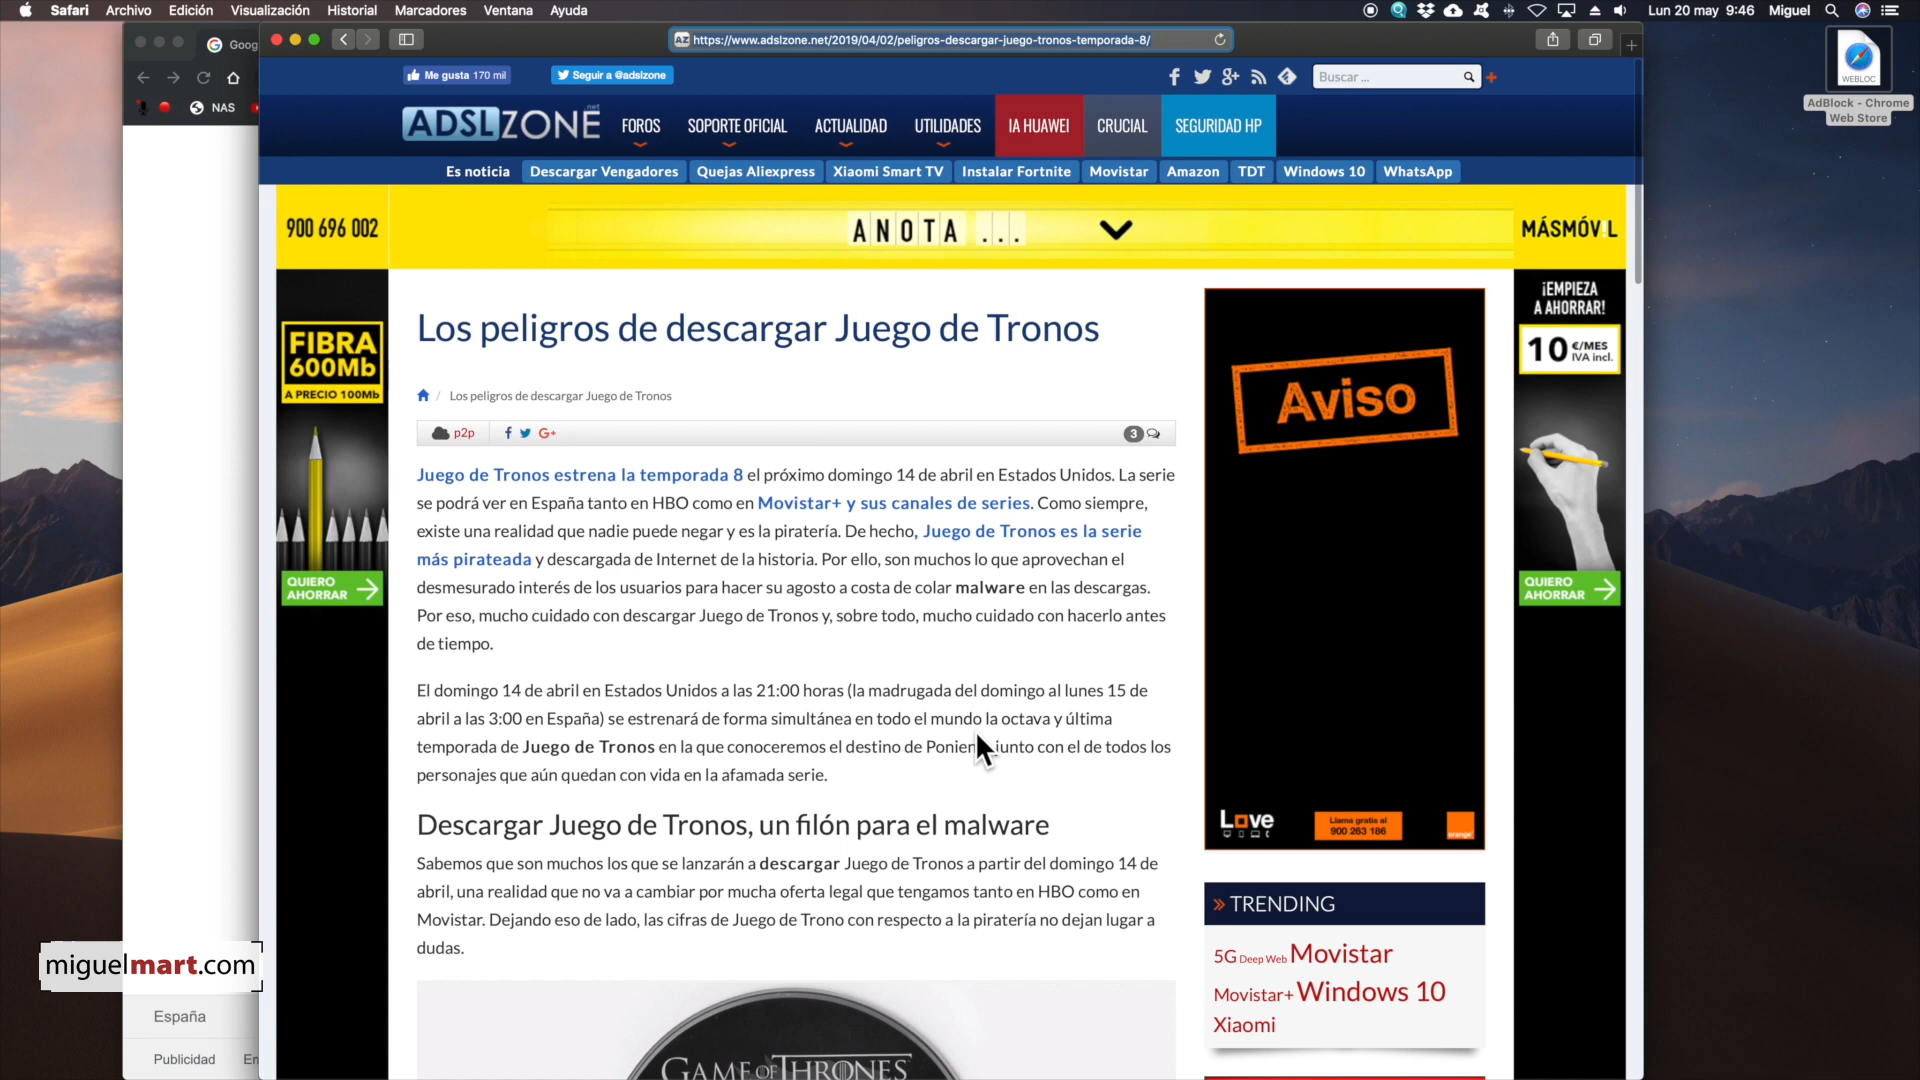 Safari Archivo Edición Visualización Historial Marcadores Ventana Ayuda
Lun 20 may 9:46 Miguel
https://www.adslzone.net/2019/04/02/peligros-descargar-juego-tronos-temporada-8/
Goog
NAS
WEBLOC
AdBlock - Chrome
Web Store
Me gusta 170 mil
Seguir a @adslzone
Buscar ...
ADSLZONE
.net
FOROS SOPORTE OFICIAL ACTUALIDAD UTILIDADES IA HUAWEI CRUCIAL SEGURIDAD HP
Es noticia Descargar Vengadores Quejas Aliexpress Xiaomi Smart TV Instalar Fortnite Movistar Amazon TDT Windows 10 WhatsApp
900 696 002
ANOTA ...
MÁSMÓVIL
FIBRA
600Mb
A PRECIO 100Mb
QUIERO
AHORRAR
¡EMPIEZA
A AHORRAR!
10 €/MES
IVA incl.
QUIERO
AHORRAR
Los peligros de descargar Juego de Tronos
/ Los peligros de descargar Juego de Tronos
p2p
3
Juego de Tronos estrena la temporada 8 el próximo domingo 14 de abril en Estados Unidos. La serie
se podrá ver en España tanto en HBO como en Movistar+ y sus canales de series. Como siempre,
existe una realidad que nadie puede negar y es la piratería. De hecho, Juego de Tronos es la serie
más pirateada y descargada de Internet de la historia. Por ello, son muchos lo que aprovechan el
desmesurado interés de los usuarios para hacer su agosto a costa de colar malware en las descargas.
Por eso, mucho cuidado con descargar Juego de Tronos y, sobre todo, mucho cuidado con hacerlo antes
de tiempo.
El domingo 14 de abril en Estados Unidos a las 21:00 horas (la madrugada del domingo al lunes 15 de
abril a las 3:00 en España) se estrenará de forma simultánea en todo el mundo la octava y última
temporada de Juego de Tronos en la que conoceremos el destino de Ponien junto con el de todos los
personajes que aún quedan con vida en la afamada serie.
Descargar Juego de Tronos, un filón para el malware
Sabemos que son muchos los que se lanzarán a descargar Juego de Tronos a partir del domingo 14 de
abril, una realidad que no va a cambiar por mucha oferta legal que tengamos tanto en HBO como en
Movistar. Dejando eso de lado, las cifras de Juego de Trono con respecto a la piratería no dejan lugar a
dudas.
GAME OF THRONES
Aviso
Love
Llama gratis al
900 263 186
orange
» TRENDING
5G Deep Web Movistar
Movistar+ Windows 10
Xiaomi
miguelmart.com
España
Publicidad